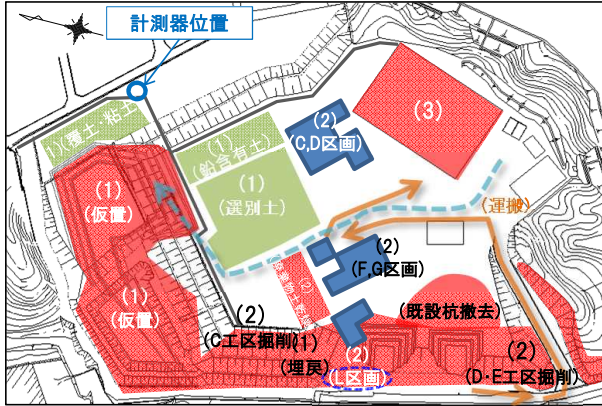 計測器位置
(1)(覆土・粘土)
(1)
(鉛含有土)
(2)
(C,D区画)
(3)
(1)
(仮置)
(1)
(選別土)
(運搬)
(2)
(F,G区画)
(1)
(仮置)
(2)
(C工区掘削)
(1)
埋戻
(既設杭撤去)
(2)
(L区画)
(2)
(D・E工区掘削)